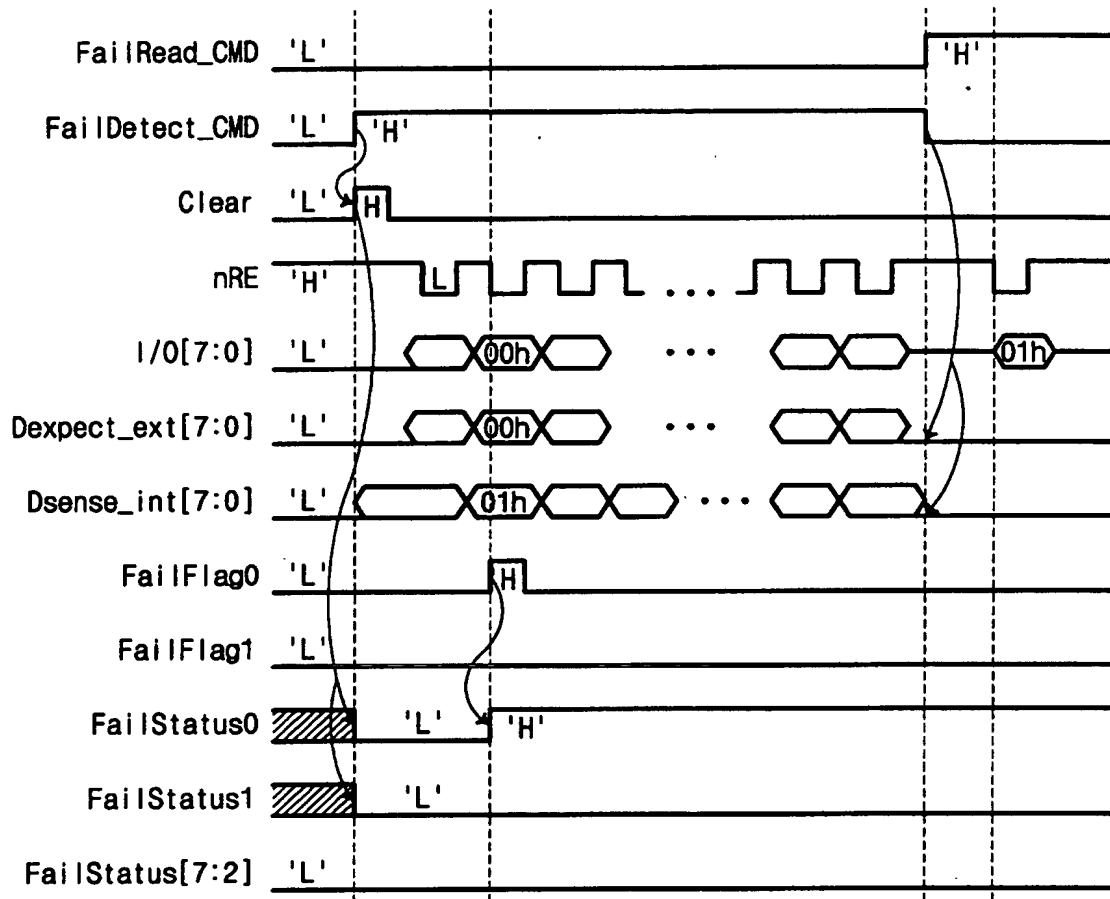 FailRead_CMD 'L' 'H'
FailDetect_CMD 'L' 'H'
Clear 'L' H
nRE 'H' L ...
I/O[7:0] 'L' 00h ... 01h
Dexpect_ext[7:0] 'L' 00h ...
Dsense_int[7:0] 'L' 01h ...
FailFlag0 'L' H
FailFlag1 'L'
FailStatus0 'L' 'H'
FailStatus1 'L'
FailStatus[7:2] 'L'